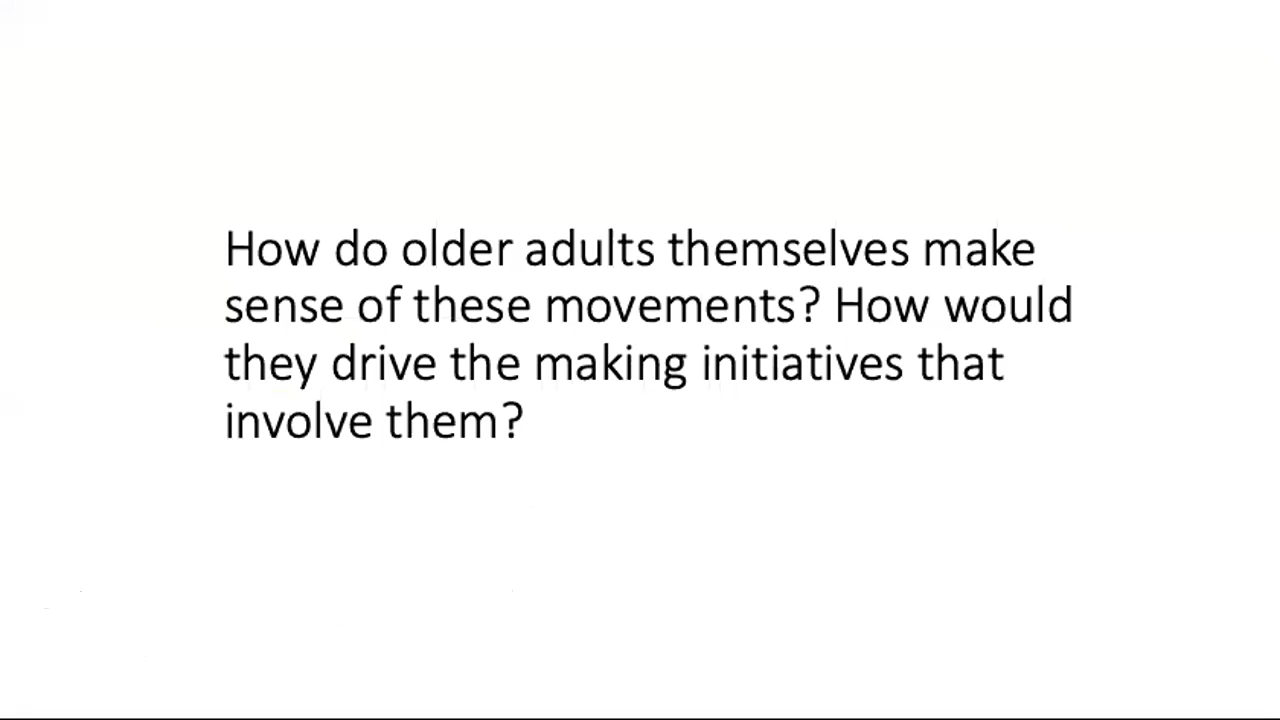 How do older adults themselves make
sense of these movements? How would
they drive the making initiatives that
involve them?